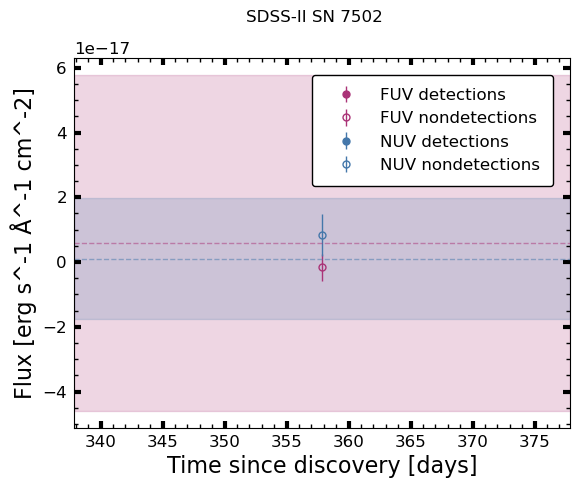 SDSS-II SN 7502
1e−17
FUV detections
FUV nondetections
NUV detections
NUV nondetections
6
4
2
0
−2
−4
Flux [erg s^-1 Å^-1 cm^-2]
340 345 350 355 360 365 370 375
Time since discovery [days]